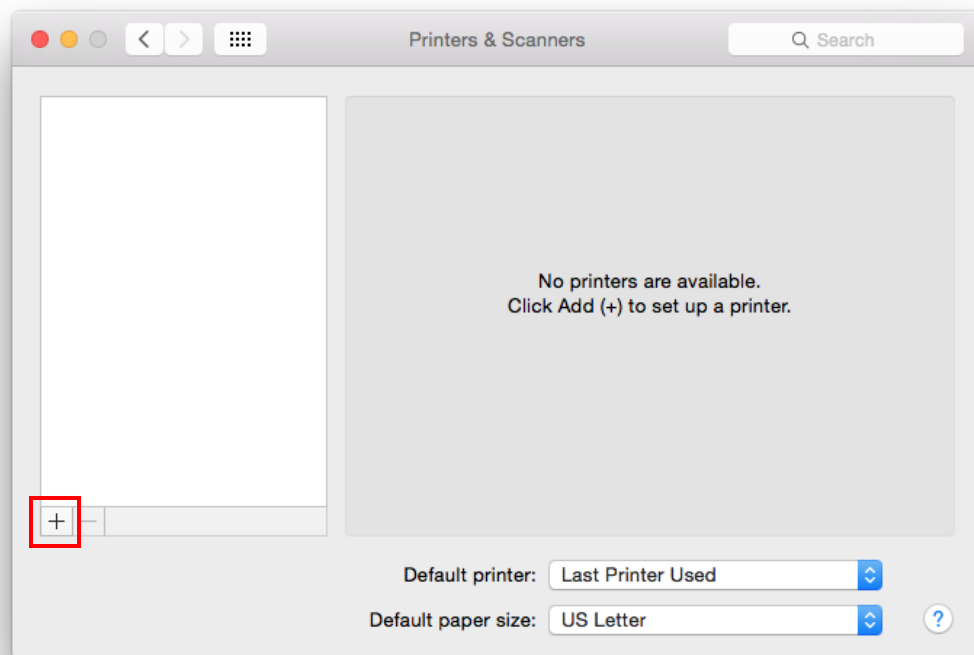 Printers & Scanners
Search
No printers are available.
Click Add (+) to set up a printer.
+
Default printer: Last Printer Used
Default paper size: US Letter
?